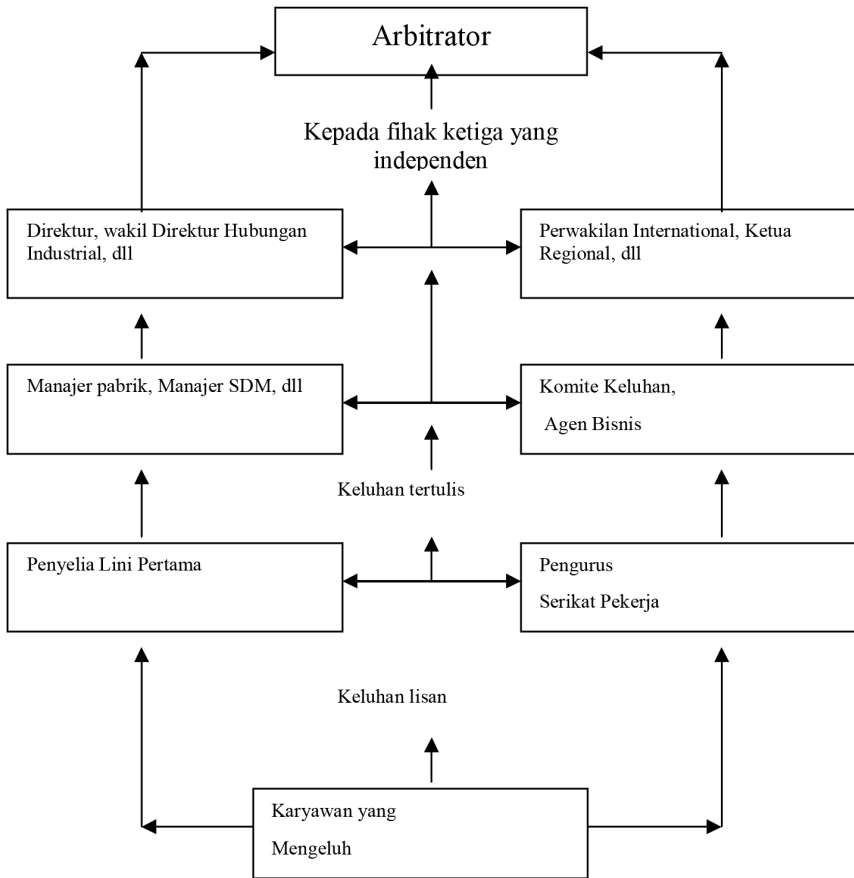 Arbitrator
Kepada fihak ketiga yang
independen
Direktur, wakil Direktur Hubungan
Industrial, dll
Perwakilan International, Ketua
Regional, dll
Manajer pabrik, Manajer SDM, dll
Komite Keluhan,
Agen Bisnis
Keluhan tertulis
Penyelia Lini Pertama
Pengurus
Serikat Pekerja
Keluhan lisan
Karyawan yang
Mengeluh